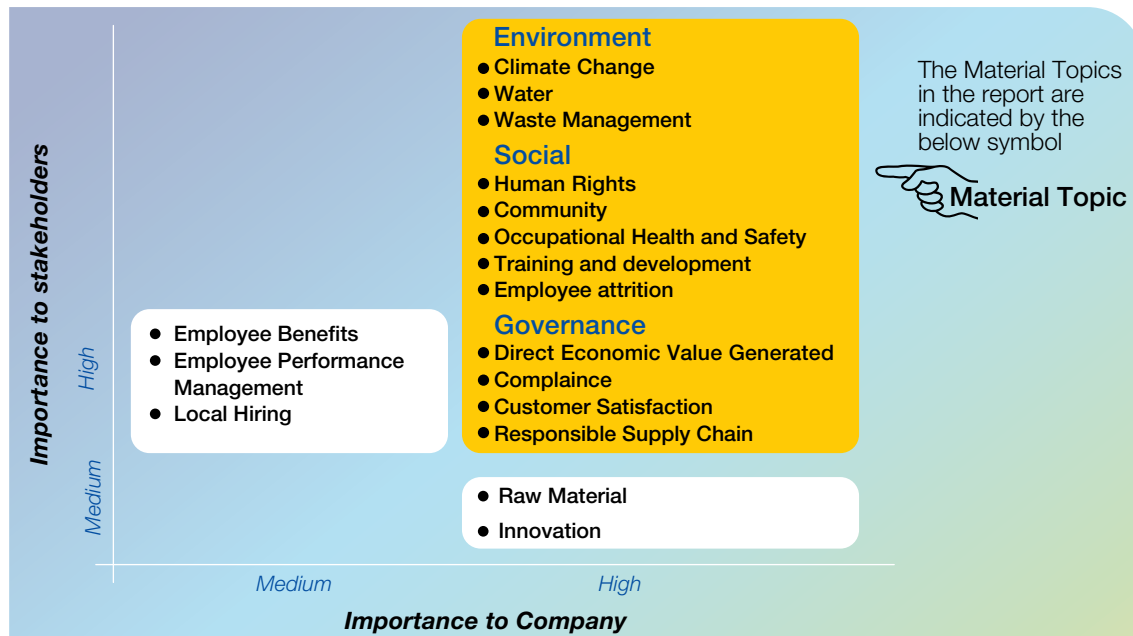 Environment
● Climate Change
● Water
● Waste Management
Social
● Human Rights
● Community
● Occupational Health and Safety
● Training and development
● Employee attrition
Governance
● Direct Economic Value Generated
● Complaince
● Customer Satisfaction
● Responsible Supply Chain
The Material Topics
in the report are
indicated by the
below symbol
Material Topic
Importance to stakeholders
High
Medium
● Employee Benefits
● Employee Performance
Management
● Local Hiring
● Raw Material
● Innovation
Medium
High
Importance to Company